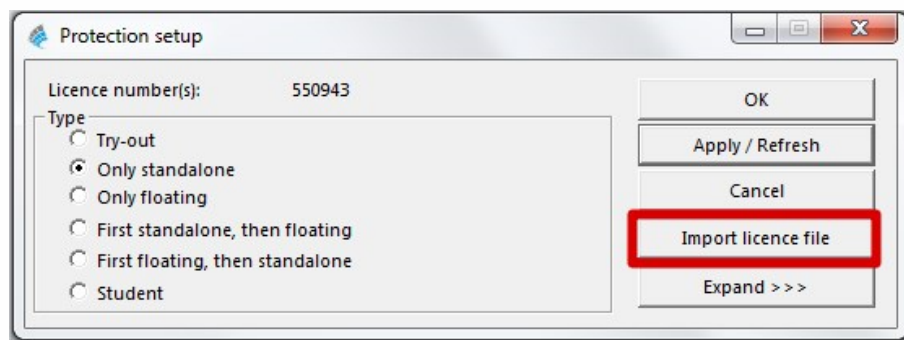 Protection setup
Licence number(s): 550943
Type
Try-out
Only standalone
Only floating
First standalone, then floating
First floating, then standalone
Student
OK
Apply / Refresh
Cancel
Import licence file
Expand >>>